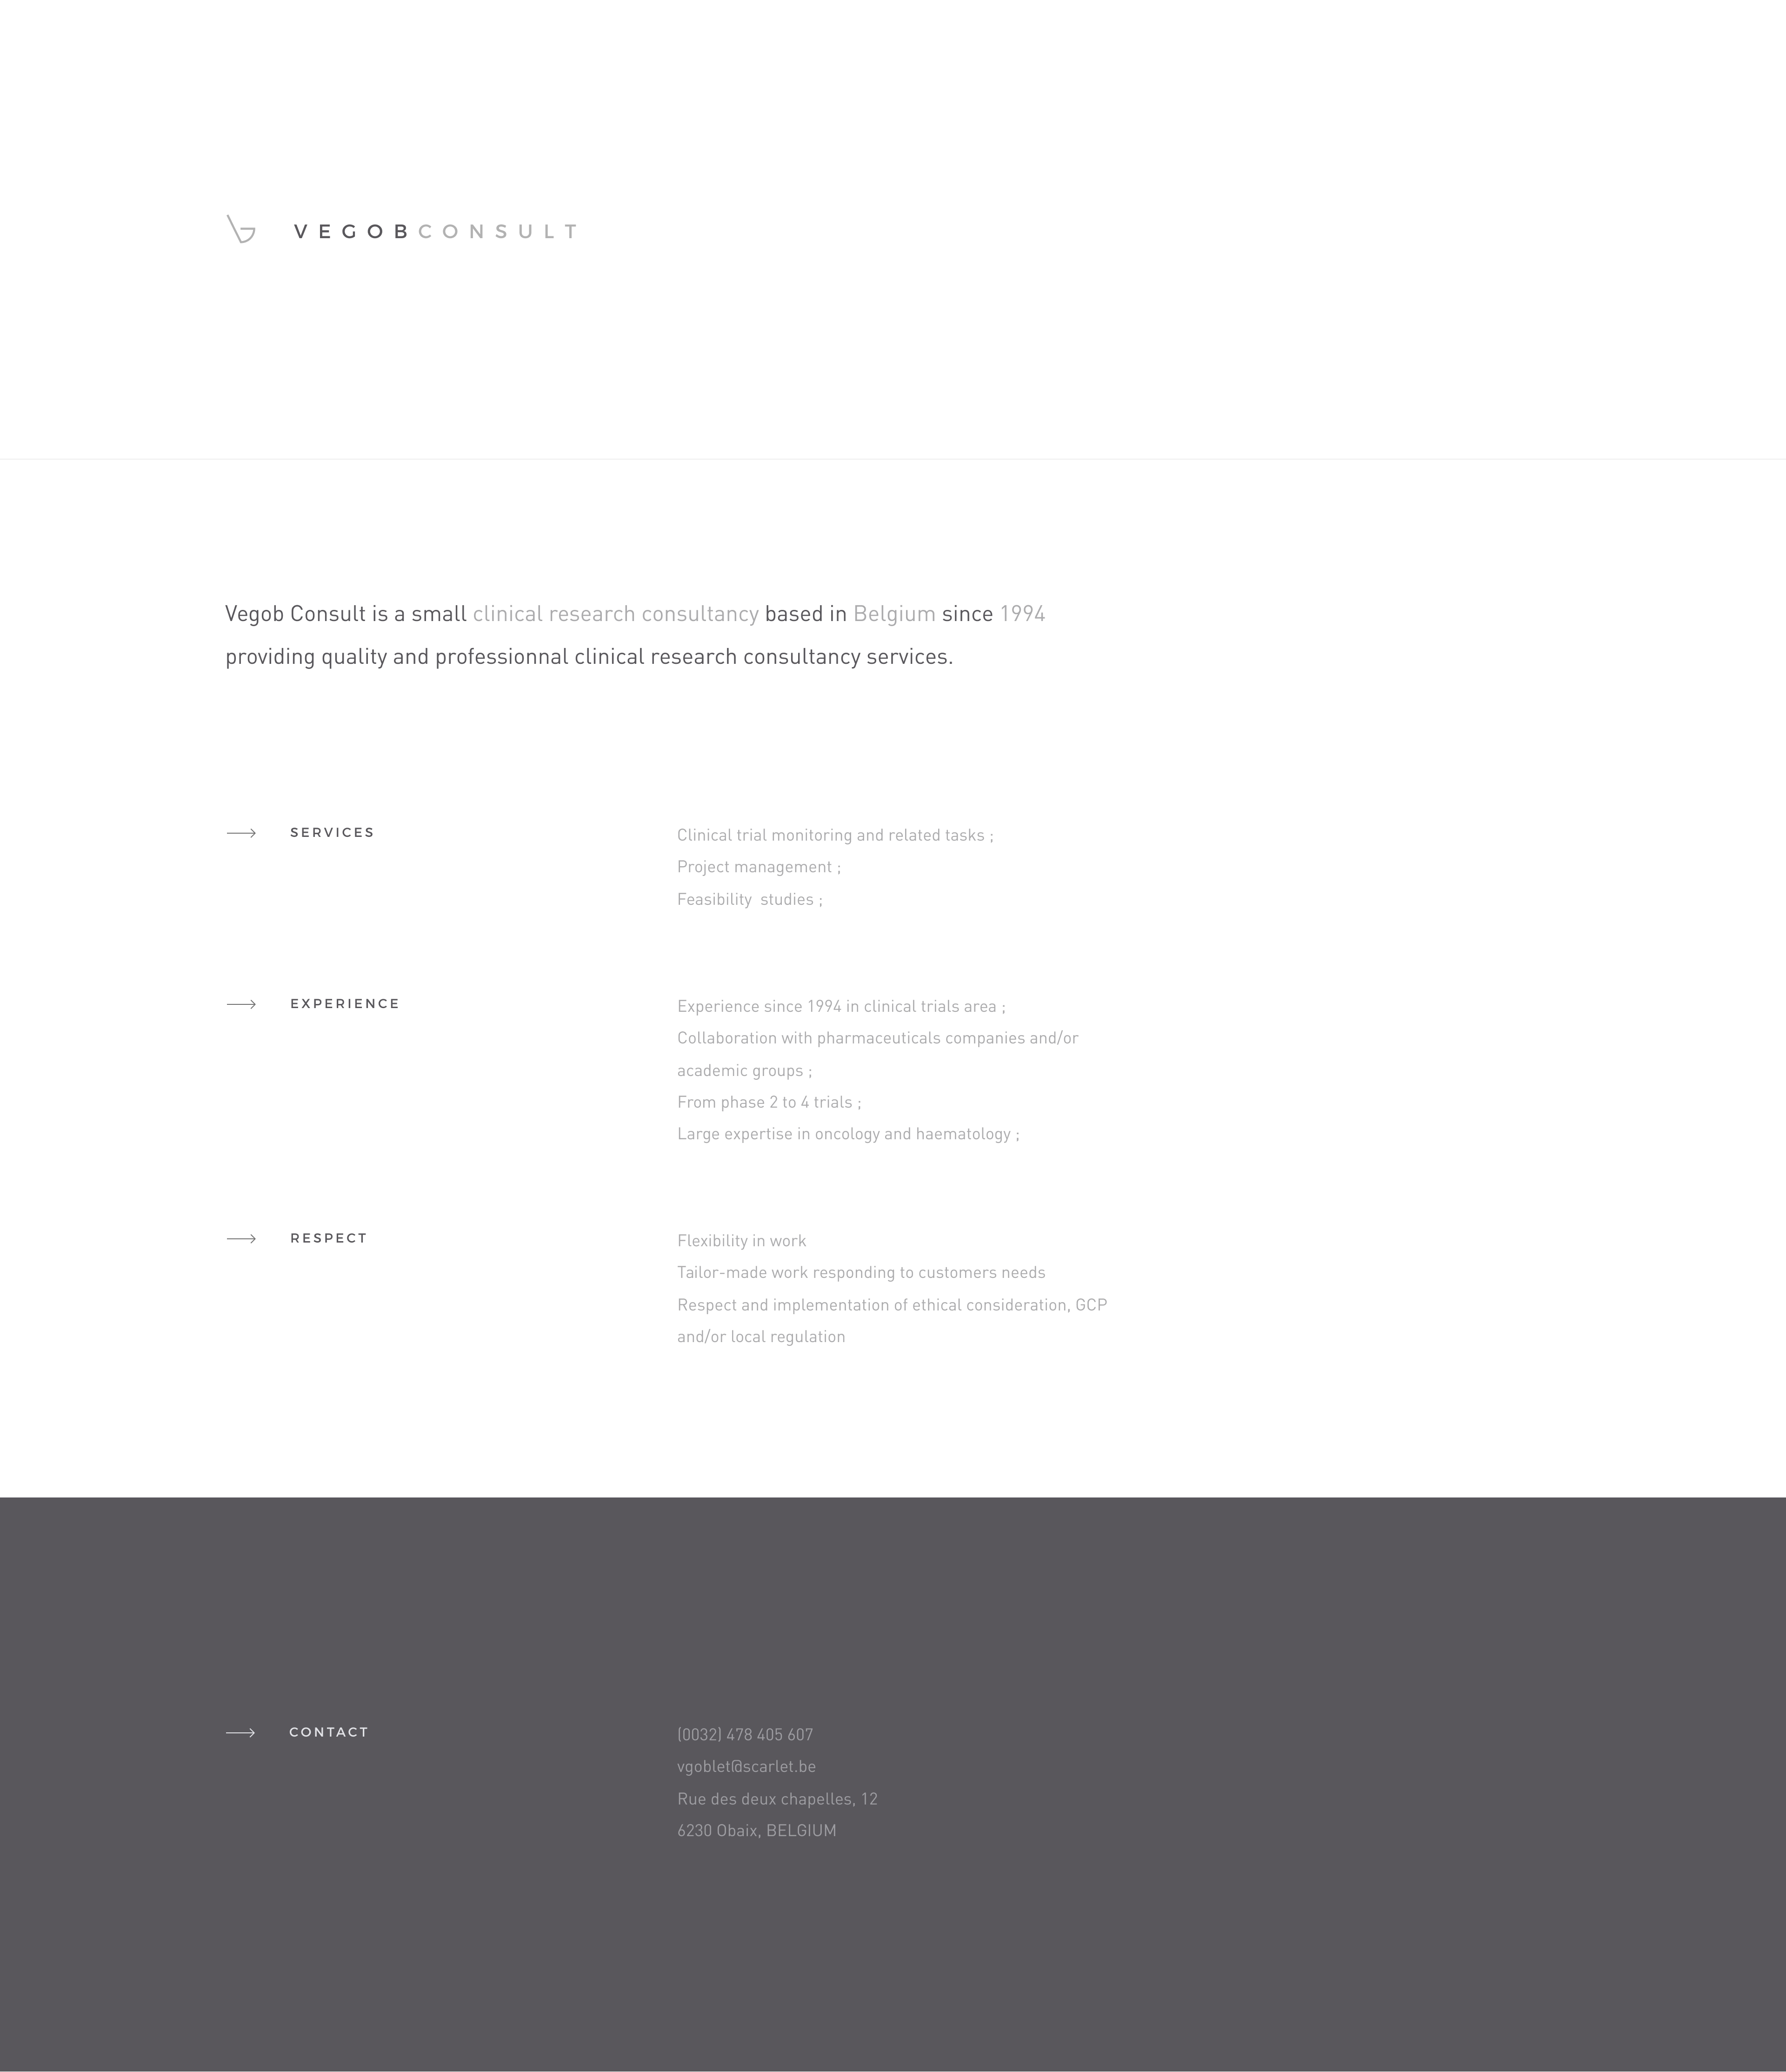 VEGOBCONSULT
Vegob Consult is a small clinical research consultancy based in Belgium since 1994
providing quality and professionnal clinical research consultancy services.
SERVICES
Clinical trial monitoring and related tasks ;
Project management ;
Feasibility  studies ;
EXPERIENCE
Experience since 1994 in clinical trials area ;
Collaboration with pharmaceuticals companies and/or
academic groups ;
From phase 2 to 4 trials ;
Large expertise in oncology and haematology ;
RESPECT
Flexibility in work
Tailor-made work responding to customers needs
Respect and implementation of ethical consideration, GCP
and/or local regulation
CONTACT
(0032) 478 405 607
vgoblet@scarlet.be
Rue des deux chapelles, 12
6230 Obaix, BELGIUM